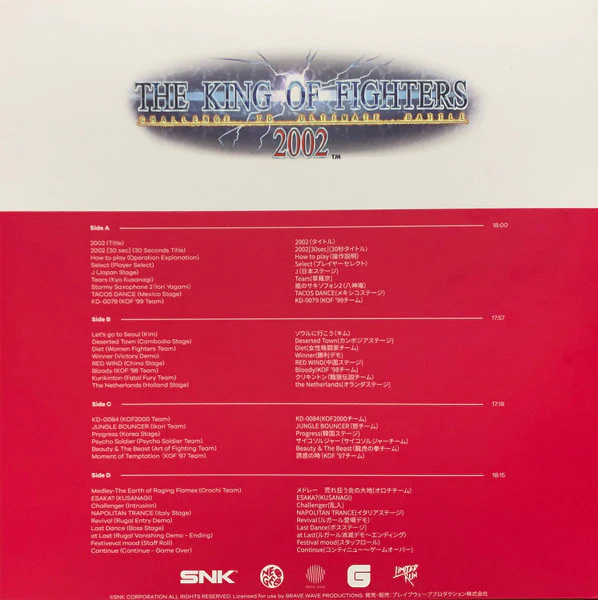 THE KING OF FIGHTERS
CHALLENGE TO ULTIMATE BATTLE
2002 TM
Side A 18:00
2002 (Title) 2002 (タイトル)
2002 [30 sec] (30 Seconds Title) 2002[30sec](30秒タイトル)
How to play (Operation Explanation) How to play (操作説明)
Select (Player Select) Select (プレイヤーセレクト)
J (Japan Stage) J (日本ステージ)
Tears (Kyo Kusanagi) Tears(草薙京)
Stormy Saxophone 2 (Iori Yagami) 嵐のサキソフォン2 (八神庵)
TACOS DANCE (Mexico Stage) TACOS DANCE(メキシコステージ)
KD-0079 (KOF '99 Team) KD-0079 (KOF '99チーム)
Side B 17:57
Let's go to Seoul (Kim) ソウルに行こう (キム)
Deserted Town (Cambodia Stage) Deserted Town(カンボジアステージ)
Diet (Women Fighters Team) Diet(女性格闘家チーム)
Winner (Victory Demo) Winner(勝利デモ)
RED WIND (China Stage) RED WIND(中国ステージ)
Bloody (KOF '98 Team) Bloody(KOF '98チーム)
Kurikinton (Fatal Fury Team) クリキントン(餓狼伝説チーム)
The Netherlands (Holland Stage) the Netherlands(オランダステージ)
Side C 17:18
KD-0084 (KOF2000 Team) KD-0084(KOF2000チーム)
JUNGLE BOUNCER (Ikari Team) JUNGLE BOUNCER(怒チーム)
Progress (Korea Stage) Progress(韓国ステージ)
Psycho Soldier (Psycho Soldier Team) サイコソルジャー (サイコソルジャーチーム)
Beauty & The Beast (Art of Fighting Team) Beauty & The Beast (龍虎の拳チーム)
Moment of Temptation (KOF '97 Team) 誘惑の時 (KOF '97チーム)
Side D 18:15
Medley-The Earth of Raging Flames (Orochi Team) メドレー 荒れ狂う炎の大地(オロチチーム)
ESAKA? (KUSANAGI) ESAKA?(KUSANAGI)
Challenger (Intrusion) Challenger(乱入)
NAPOLITAN TRANCE (Italy Stage) NAPOLITAN TRANCE(イタリアステージ)
Revival (Rugal Entry Demo) Revival (ルガール登場デモ)
Last Dance (Boss Stage) Last Dance(ボスステージ)
at Last (Rugal Vanishing Demo - Ending) at Last(ルガール消滅デモ〜エンディング)
Festiveval mood (Staff Roll) Festival mood(スタッフロール)
Continue (Continue - Game Over) Continue(コンティニュー〜ゲームオーバー)
SNK NEO GEO BRAVE WAVE G LIMITED RUN
©SNK CORPORATION ALL RIGHTS RESERVED. Licensed for use by BRAVE WAVE PRODUCTIONS. 発売・販売：ブレイブウェーブプロダクション株式会社